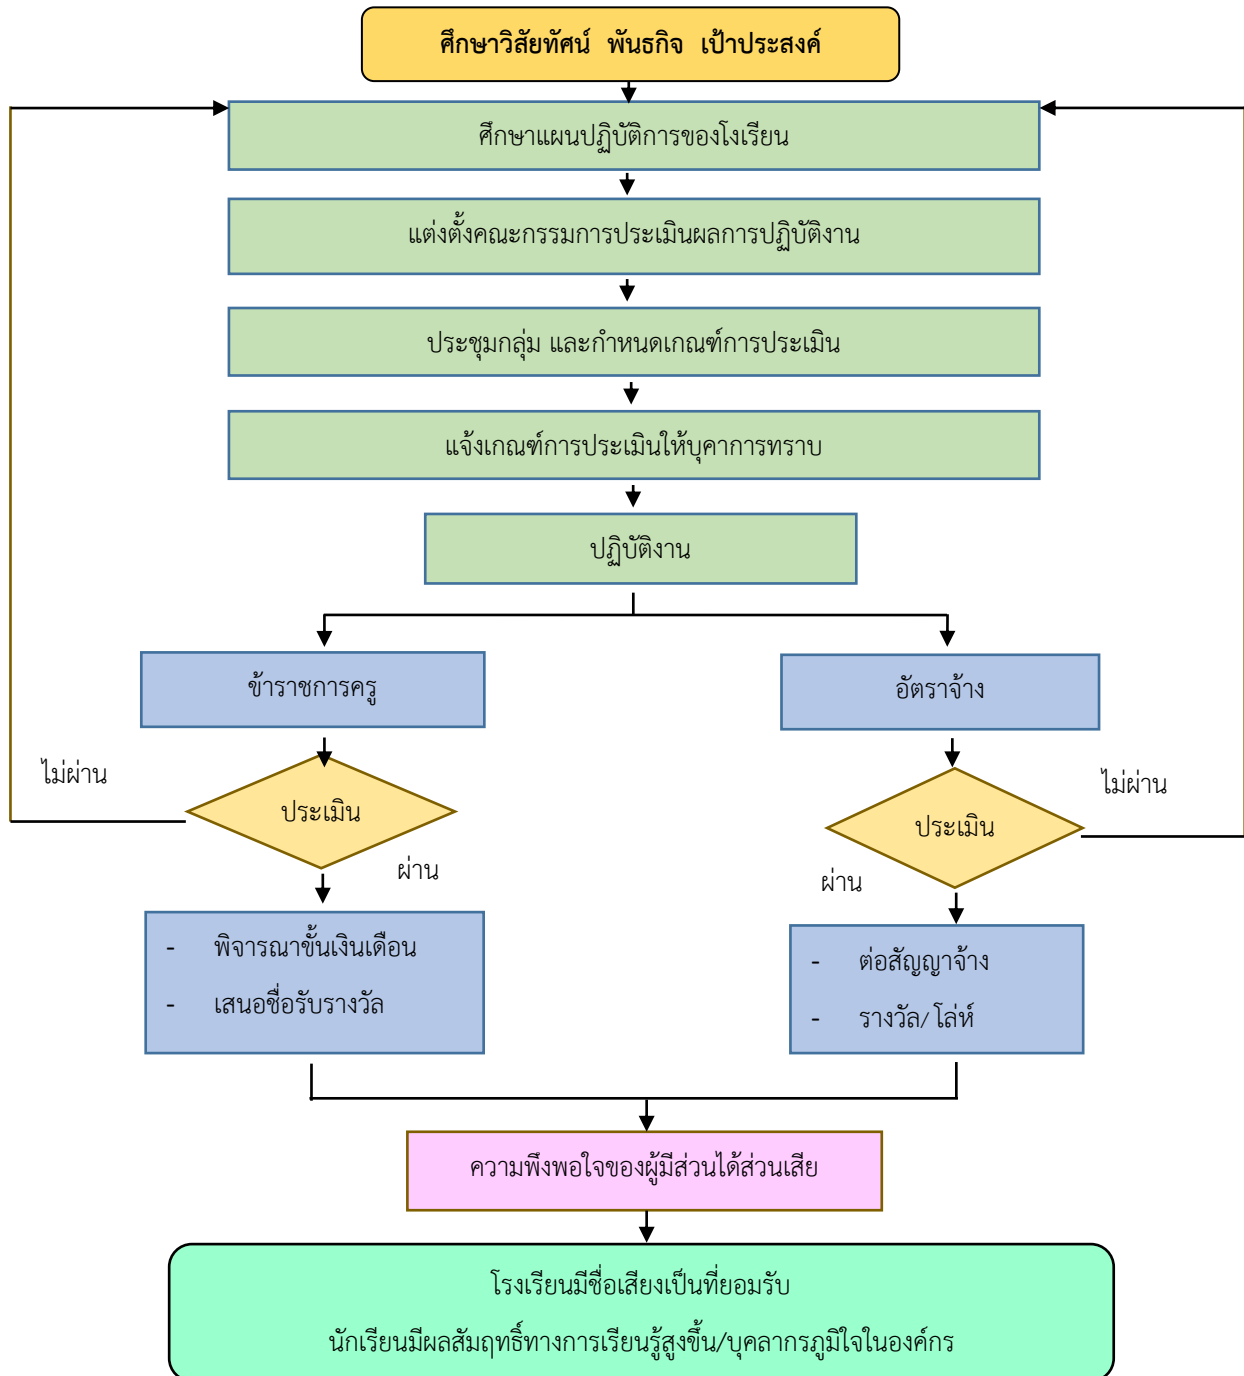 ศึกษาวิสัยทัศน์ พันธกิจ เป้าประสงค์
ศึกษาแผนปฏิบัติการของโงเรียน
แต่งตั้งคณะกรรมการประเมินผลการปฏิบัติงาน
ประชุมกลุ่ม และกำหนดเกณฑ์การประเมิน
แจ้งเกณฑ์การประเมินให้บุคาการทราบ
ปฏิบัติงาน
ข้าราชการครู
อัตราจ้าง
ไม่ผ่าน
ไม่ผ่าน
ประเมิน
ประเมิน
ผ่าน
ผ่าน
- พิจารณาขั้นเงินเดือน
- เสนอชื่อรับรางวัล
- ต่อสัญญาจ้าง
- รางวัล/โล่ห์
ความพึงพอใจของผู้มีส่วนได้ส่วนเสีย
โรงเรียนมีชื่อเสียงเป็นที่ยอมรับ
นักเรียนมีผลสัมฤทธิ์ทางการเรียนรู้สูงขึ้น/บุคลากรภูมิใจในองค์กร